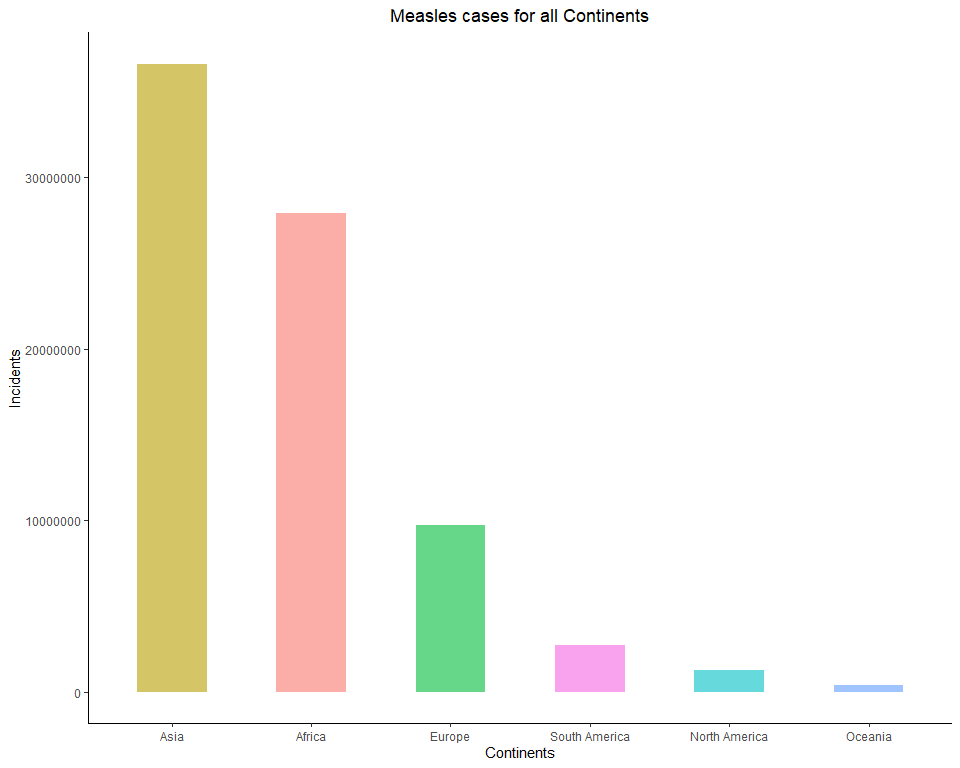 Measles cases for all Continents
Incidents
30000000
20000000
10000000
0
Asia Africa Europe South America North America Oceania
Continents